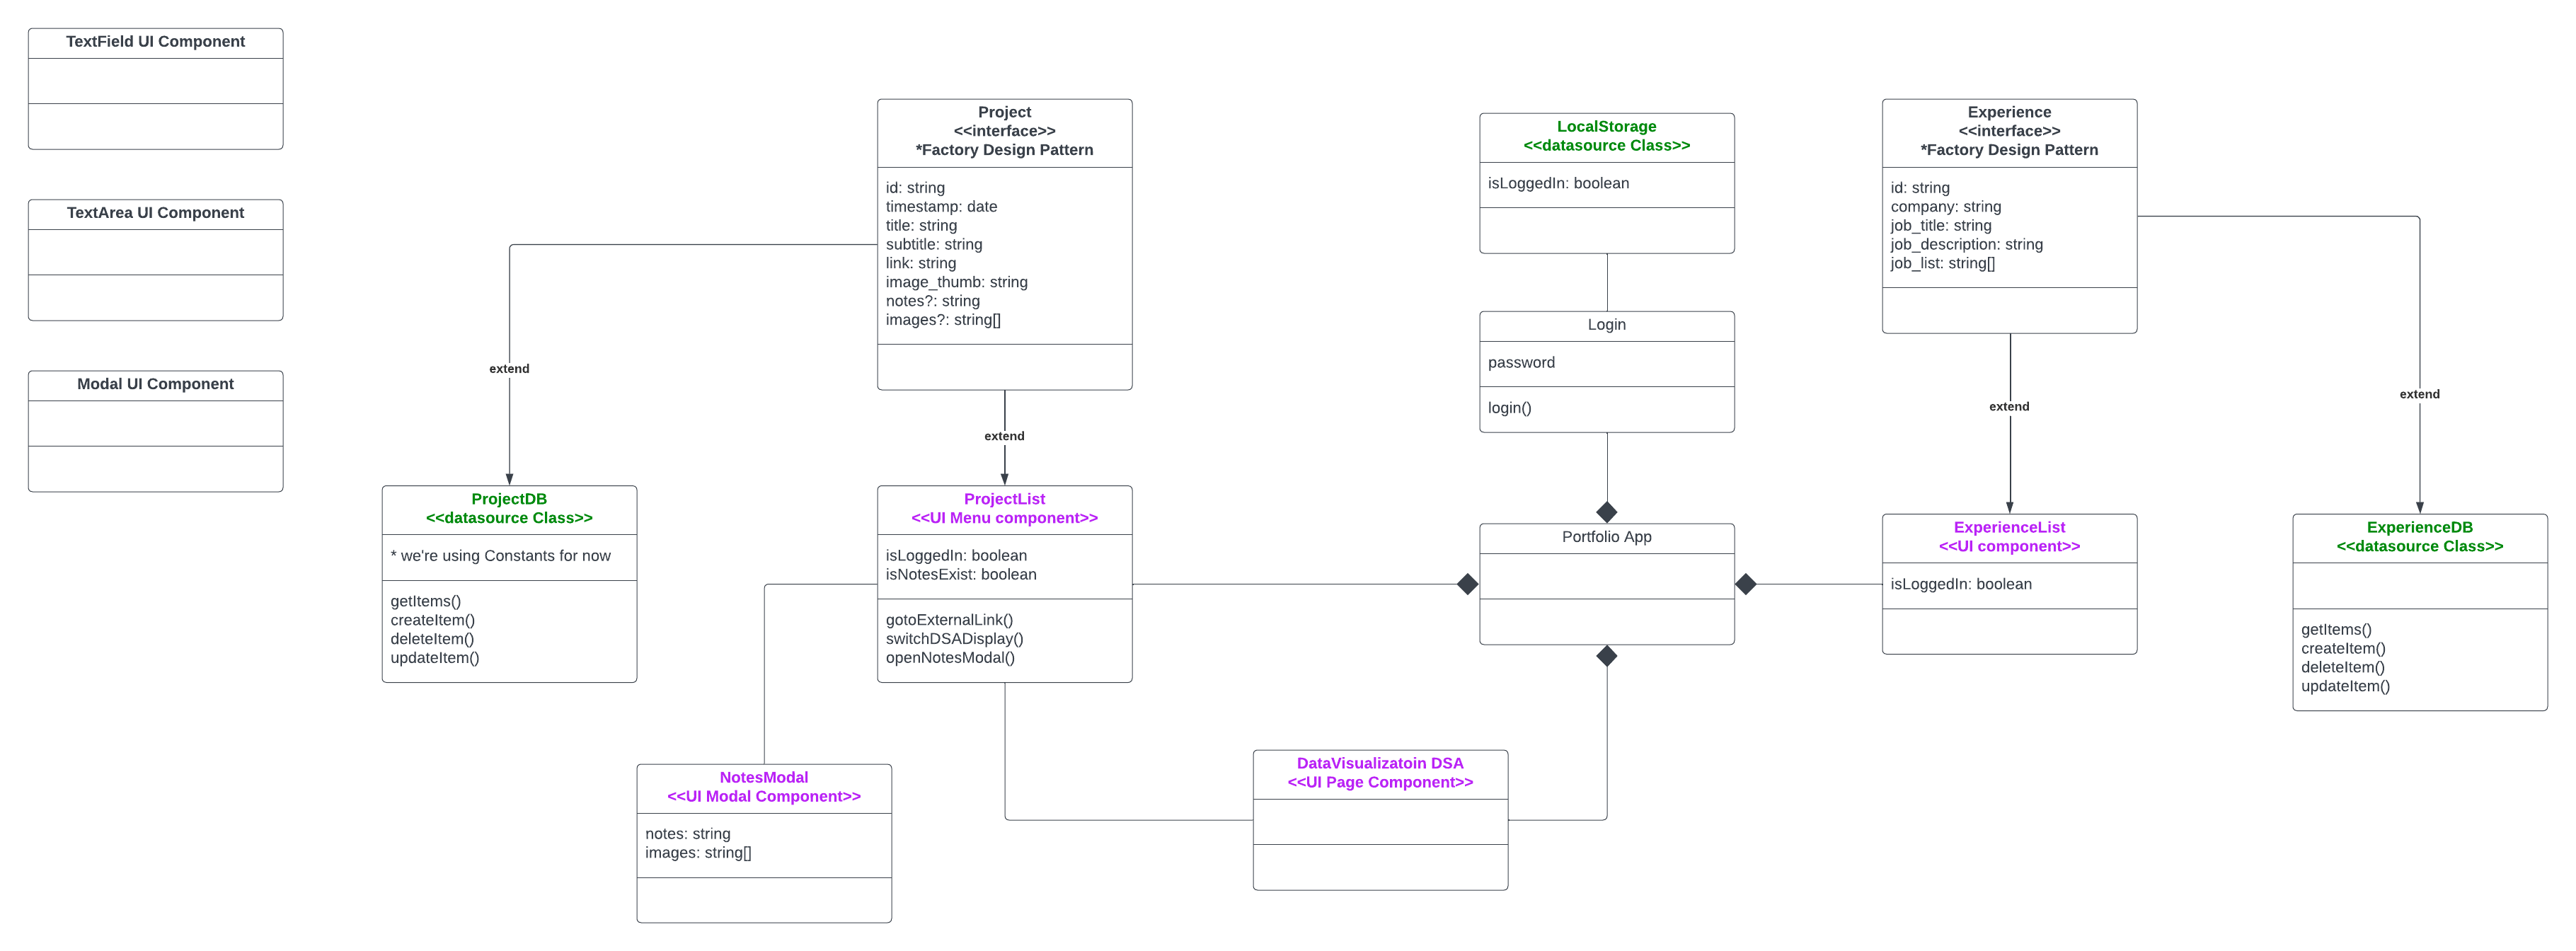 TextField UI Component
TextArea UI Component
Modal UI Component
Project
<<interface>>
*Factory Design Pattern
id: string
timestamp: date
title: string
subtitle: string
link: string
image_thumb: string
notes?: string
images?: string[]
LocalStorage
<<datasource Class>>
isLoggedIn: boolean
Login
password
login()
Experience
<<interface>>
*Factory Design Pattern
id: string
company: string
job_title: string
job_description: string
job_list: string[]
extend
extend
extend
extend
ProjectDB
<<datasource Class>>
* we're using Constants for now
getItems()
createItem()
deleteItem()
updateItem()
ProjectList
<<UI Menu component>>
isLoggedIn: boolean
isNotesExist: boolean
gotoExternalLink()
switchDSADisplay()
openNotesModal()
Portfolio App
ExperienceList
<<UI component>>
isLoggedIn: boolean
ExperienceDB
<<datasource Class>>
getItems()
createItem()
deleteItem()
updateItem()
NotesModal
<<UI Modal Component>>
notes: string
images: string[]
DataVisualizatoin DSA
<<UI Page Component>>